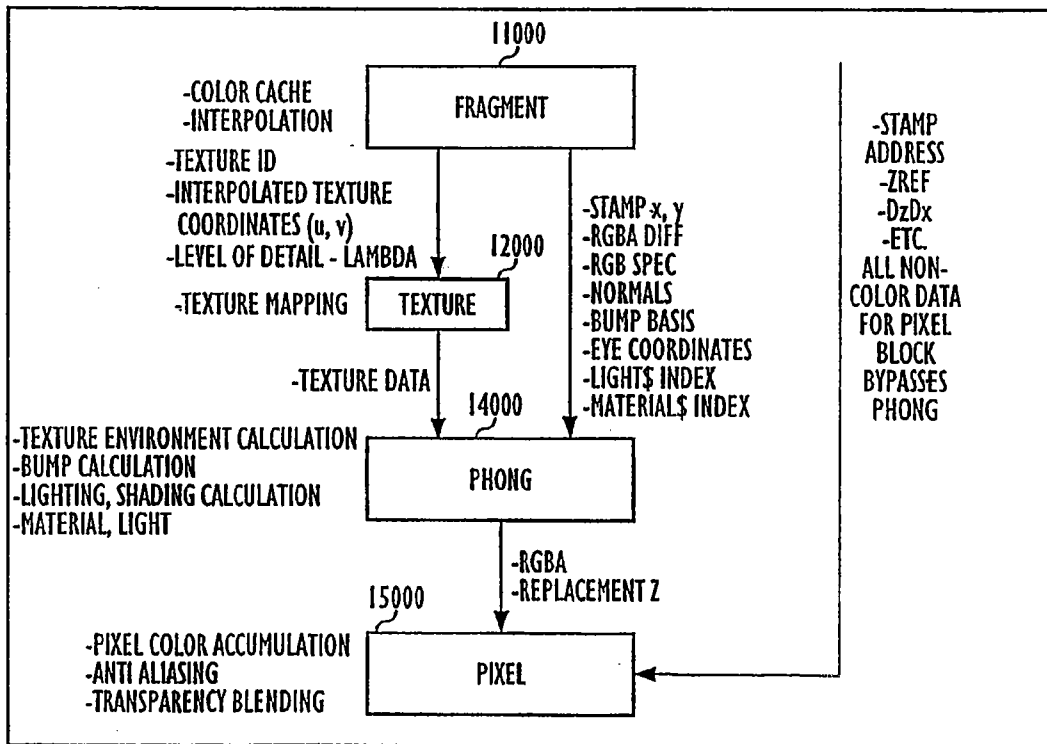 11000
FRAGMENT
-COLOR CACHE
-INTERPOLATION
-TEXTURE ID
-INTERPOLATED TEXTURE
COORDINATES (u, v)
-LEVEL OF DETAIL - LAMBDA
-STAMP x, y
-RGBA DIFF
-RGB SPEC
-NORMALS
-BUMP BASIS
-EYE COORDINATES
-LIGHT$ INDEX
-MATERIAL$ INDEX
-STAMP
ADDRESS
-ZREF
-DzDx
-ETC.
ALL NON-
COLOR DATA
FOR PIXEL
BLOCK
BYPASSES
PHONG
12000
-TEXTURE MAPPING
TEXTURE
-TEXTURE DATA
14000
-TEXTURE ENVIRONMENT CALCULATION
-BUMP CALCULATION
-LIGHTING, SHADING CALCULATION
-MATERIAL, LIGHT
PHONG
-RGBA
-REPLACEMENT Z
15000
-PIXEL COLOR ACCUMULATION
-ANTI ALIASING
-TRANSPARENCY BLENDING
PIXEL